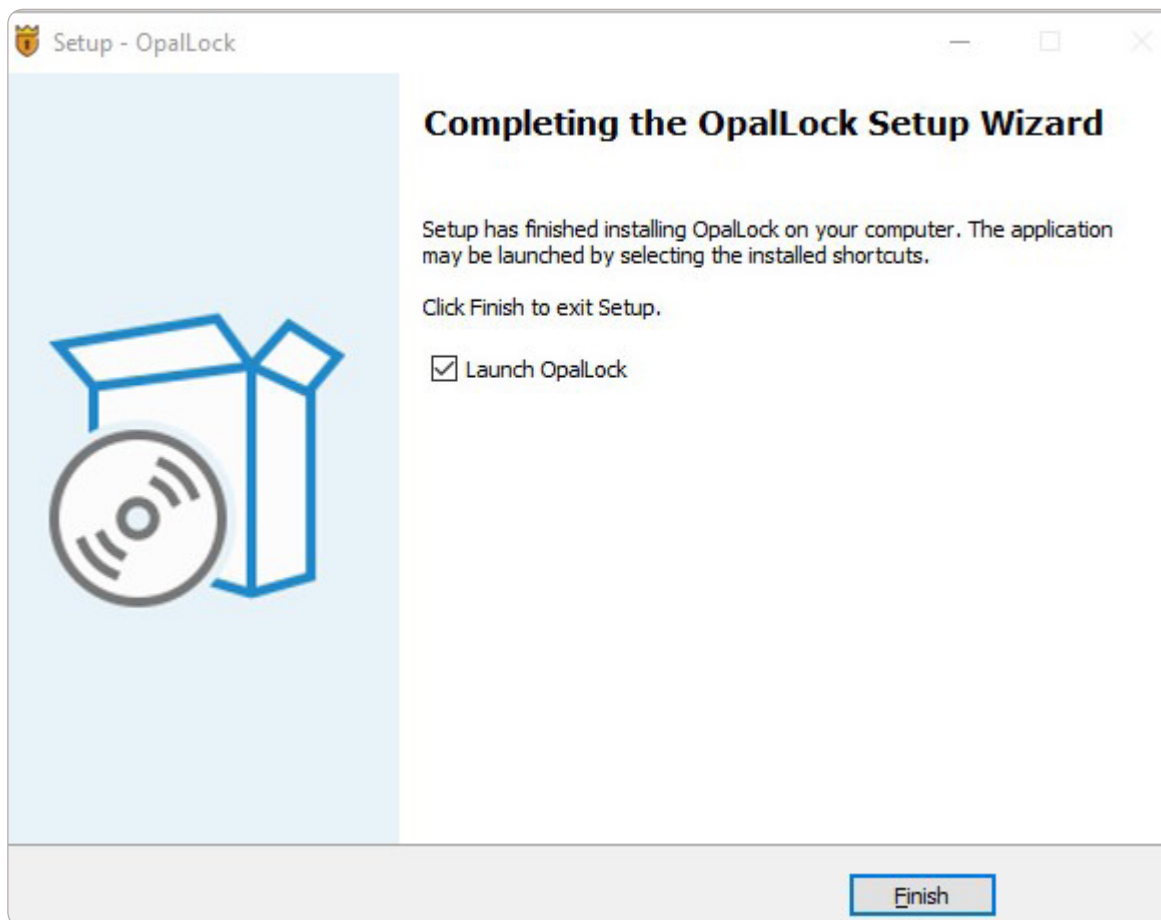 Setup - OpalLock
Completing the OpalLock Setup Wizard
Setup has finished installing OpalLock on your computer. The application
may be launched by selecting the installed shortcuts.
Click Finish to exit Setup.
Launch OpalLock
Finish